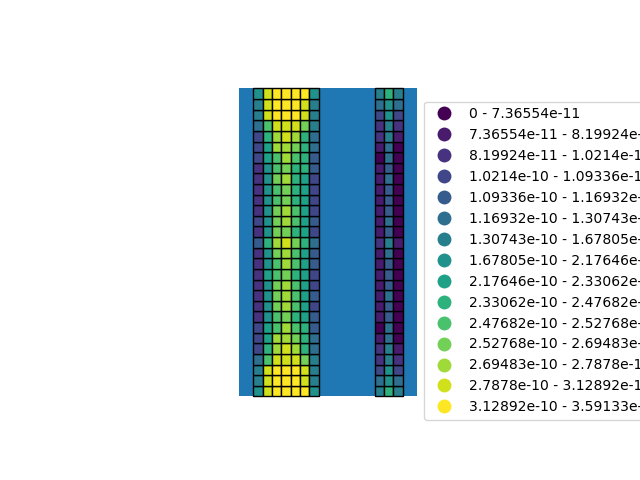 0 - 7.36554e-11
7.36554e-11 - 8.19924e-
8.19924e-11 - 1.0214e-1
1.0214e-10 - 1.09336e-1
1.09336e-10 - 1.16932e-
1.16932e-10 - 1.30743e-
1.30743e-10 - 1.67805e-
1.67805e-10 - 2.17646e-
2.17646e-10 - 2.33062e-
2.33062e-10 - 2.47682e-
2.47682e-10 - 2.52768e-
2.52768e-10 - 2.69483e-
2.69483e-10 - 2.7878e-1
2.7878e-10 - 3.12892e-1
3.12892e-10 - 3.59133e-